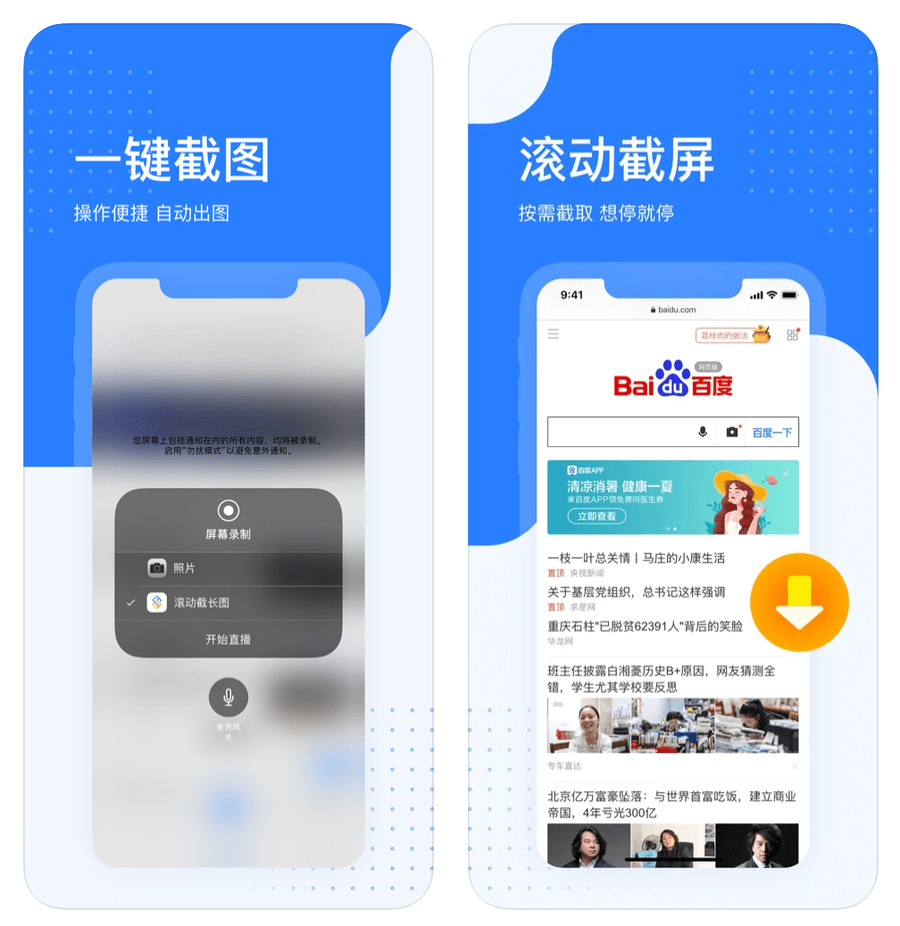 一键截图
操作便捷 自动出图
您屏幕上包括通知在内的所有内容，均将被录制。
启用“勿扰模式”以避免意外通知。
屏幕录制
照片
滚动截长图
开始直播
麦克风
关
滚动截屏
按需截取 想停就停
9:41
baidu.com
荔枝肉的做法
网页版
Bai du 百度
百度一下
百度APP
清凉消暑 健康一夏
来百度APP领免费问医生券
立即查看
一枝一叶总关情丨马庄的小康生活
置顶 央视新闻
关于基层党组织，总书记这样强调
置顶 求是网
重庆石柱"已脱贫62391人"背后的笑脸
华龙网
班主任披露白湘菱历史B+原因，网友猜测全
错，学生尤其学校要反思
专车直达
北京亿万富豪坠落：与世界首富吃饭，建立商业
帝国，4年亏光300亿